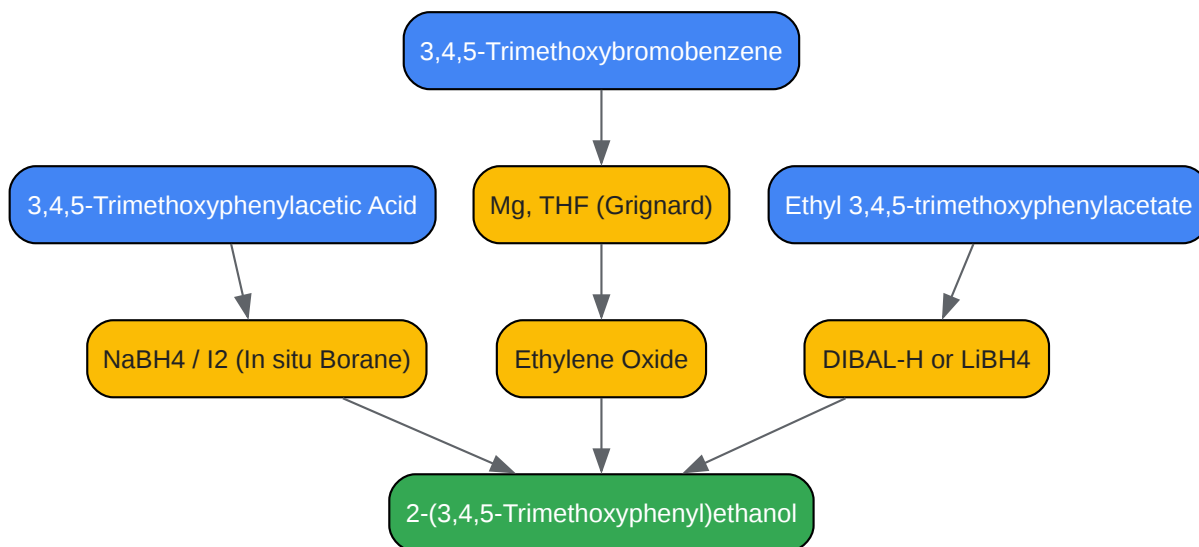 3,4,5-Trimethoxybromobenzene
3,4,5-Trimethoxyphenylacetic Acid
Mg, THF (Grignard)
Ethyl 3,4,5-trimethoxyphenylacetate
NaBH4 / I2 (In situ Borane)
Ethylene Oxide
DIBAL-H or LiBH4
2-(3,4,5-Trimethoxyphenyl)ethanol